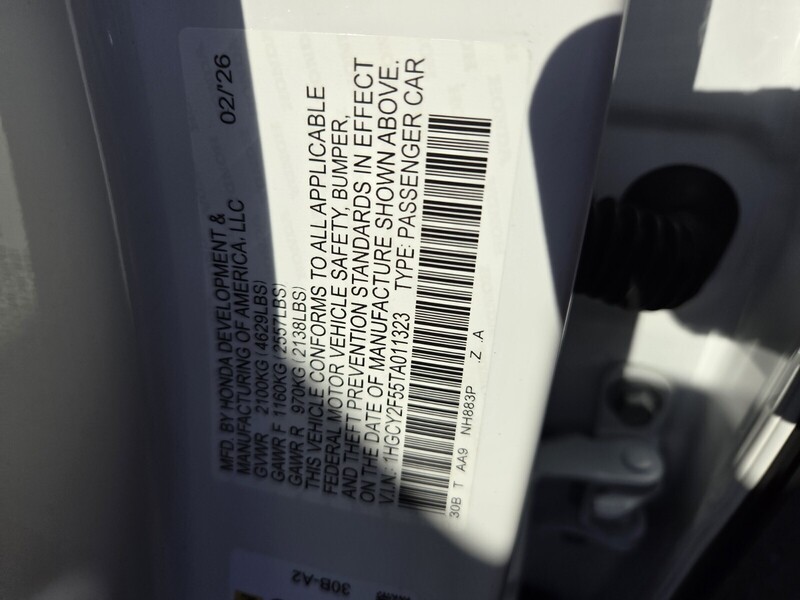 MFD. BY HONDA DEVELOPMENT & 02/'26
MANUFACTURING OF AMERICA, LLC
GVWR 2100KG (4629LBS)
GAWR F 1160KG (2557LBS)
GAWR R 970KG (2138LBS)
THIS VEHICLE CONFORMS TO ALL APPLICABLE
FEDERAL MOTOR VEHICLE SAFETY, BUMPER,
AND THEFT PREVENTION STANDARDS IN EFFECT
ON THE DATE OF MANUFACTURE SHOWN ABOVE.
V.I.N.: 1HGCY2F55TA011323 TYPE: PASSENGER CAR
30B T AA9 NH883P .Z .A
30B-A2